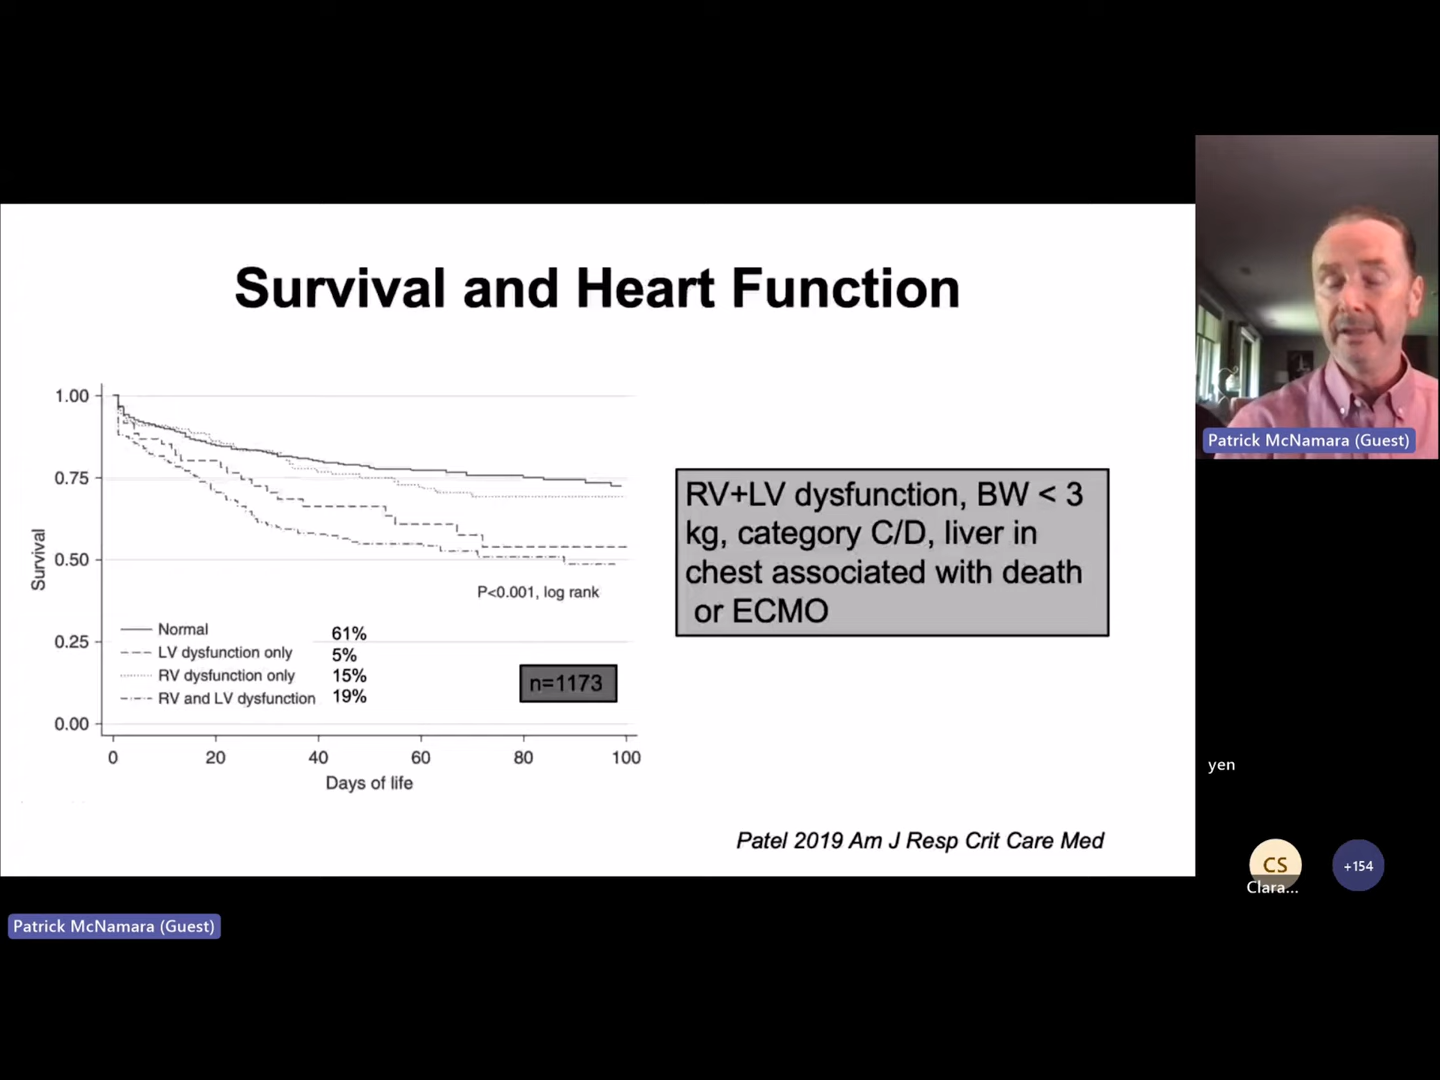 Survival and Heart Function
1.00
0.75
0.50
0.25
0.00
Survival
P<0.001, log rank
Normal 61%
LV dysfunction only 5%
RV dysfunction only 15%
RV and LV dysfunction 19%
n=1173
0 20 40 60 80 100
Days of life
RV+LV dysfunction, BW < 3
kg, category C/D, liver in
chest associated with death
or ECMO
Patel 2019 Am J Resp Crit Care Med
Patrick McNamara (Guest)
yen
CS
Clara...
+154
Patrick McNamara (Guest)